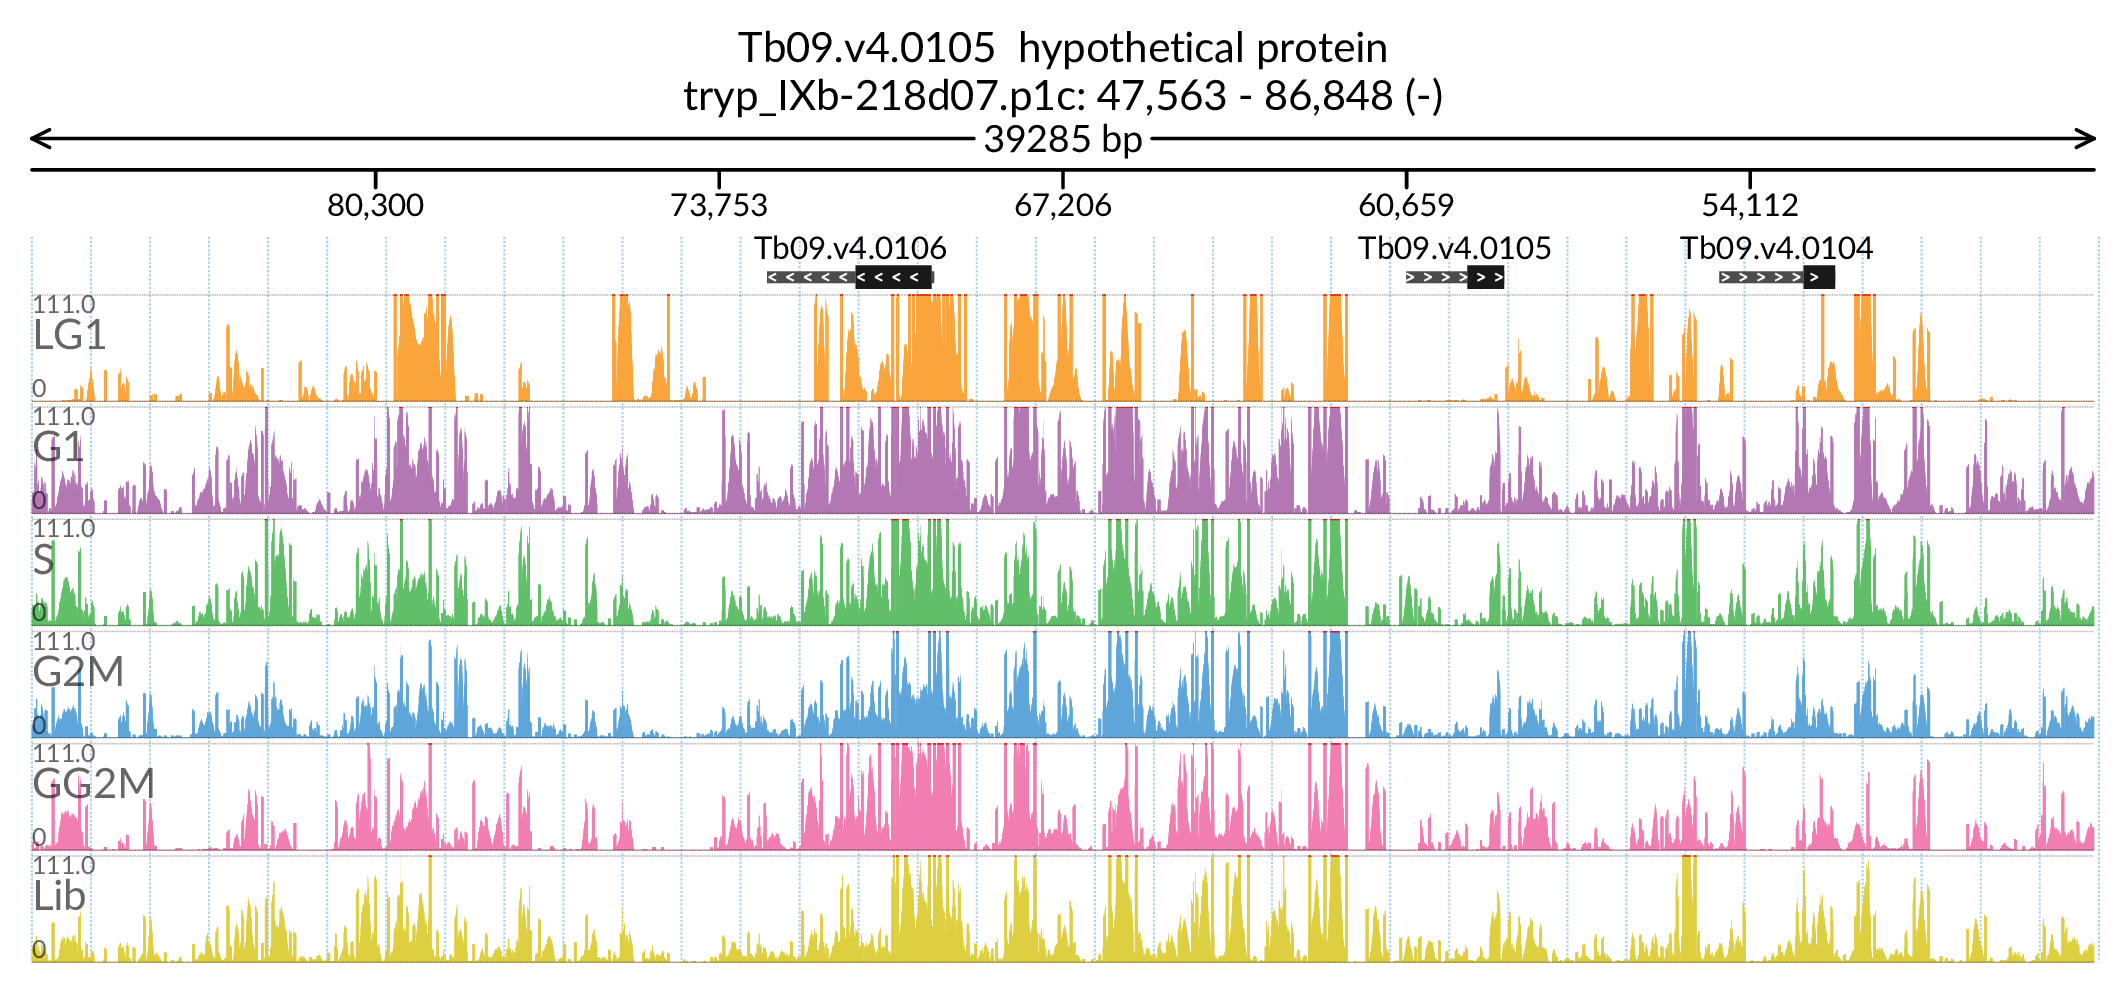 Tb09.v4.0105  hypothetical protein
tryp_IXb-218d07.p1c: 47,563 - 86,848 (-)
39285 bp
80,300 73,753 67,206 60,659 54,112
Tb09.v4.0106 Tb09.v4.0105 Tb09.v4.0104
111.0
LG1
0
111.0
G1
0
111.0
S
0
111.0
G2M
0
111.0
GG2M
0
111.0
Lib
0